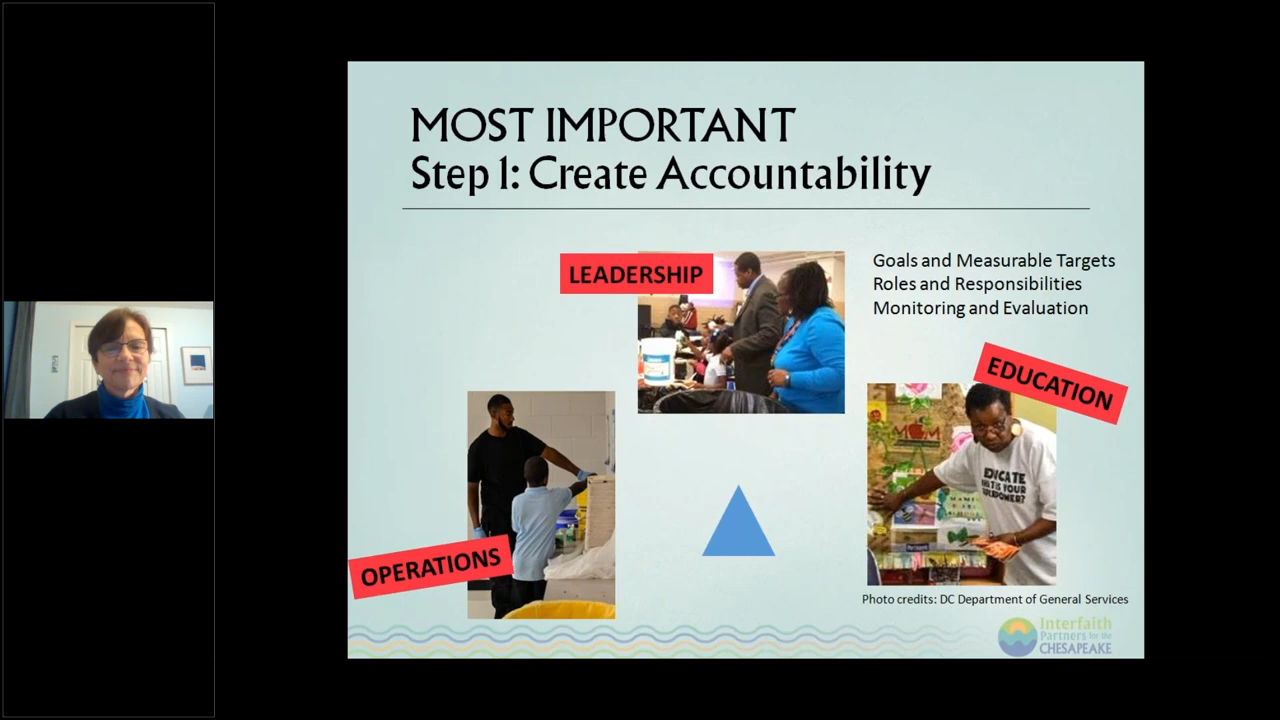 MOST IMPORTANT
Step 1: Create Accountability
LEADERSHIP
Goals and Measurable Targets
Roles and Responsibilities
Monitoring and Evaluation
EDUCATION
EDUCATE
OPERATIONS
Photo credits: DC Department of General Services
Interfaith
Partners for the
CHESAPEAKE